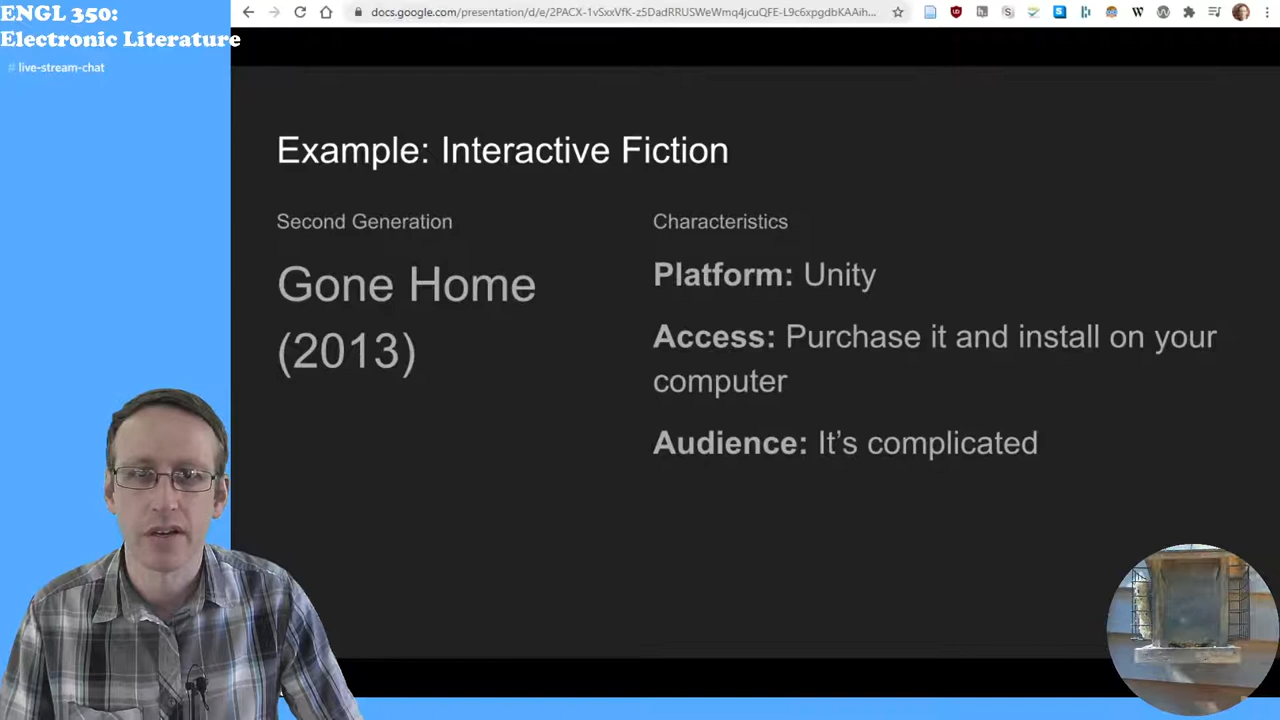 ENGL 350:
Electronic Literature
# live-stream-chat
docs.google.com/presentation/d/e/2PACX-1vSxxVfK-z5DadRRUSWeWmq4jcuQFE-L9c6xpgdbKAAih...
Example: Interactive Fiction
Second Generation
Gone Home
(2013)
Characteristics
Platform: Unity
Access: Purchase it and install on your
computer
Audience: It's complicated